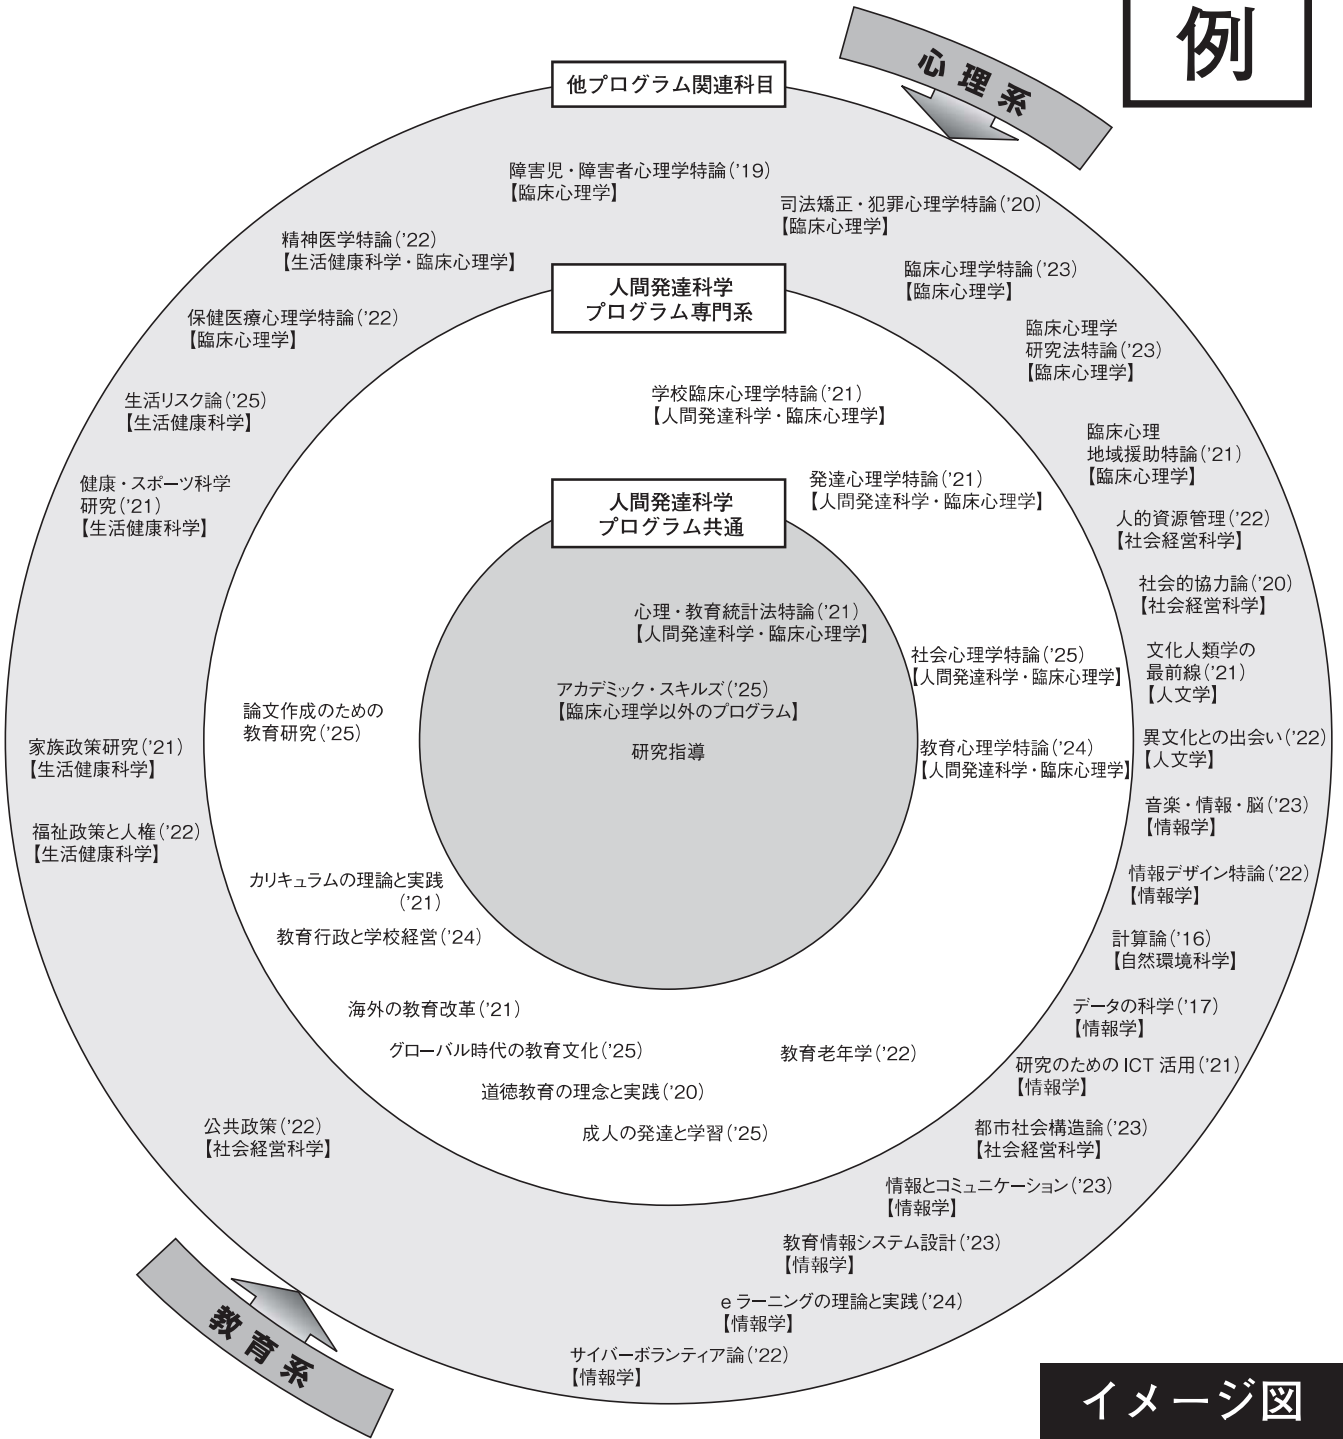 例
心理系
他プログラム関連科目
障害児・障害者心理学特論('19)
【臨床心理学】
司法矯正・犯罪心理学特論('20)
【臨床心理学】
精神医学特論('22)
【生活健康科学・臨床心理学】
臨床心理学特論('23)
【臨床心理学】
保健医療心理学特論('22)
【臨床心理学】
臨床心理学
研究法特論('23)
【臨床心理学】
生活リスク論('25)
【生活健康科学】
臨床心理
地域援助特論('21)
【臨床心理学】
健康・スポーツ科学
研究('21)
【生活健康科学】
人的資源管理('22)
【社会経営科学】
社会的協力論('20)
【社会経営科学】
文化人類学の
最前線('21)
【人文学】
異文化との出会い('22)
【人文学】
家族政策研究('21)
【生活健康科学】
音楽・情報・脳('23)
【情報学】
福祉政策と人権('22)
【生活健康科学】
情報デザイン特論('22)
【情報学】
計算論('16)
【自然環境科学】
データの科学('17)
【情報学】
研究のための ICT 活用('21)
【情報学】
公共政策('22)
【社会経営科学】
都市社会構造論('23)
【社会経営科学】
情報とコミュニケーション('23)
【情報学】
教育情報システム設計('23)
【情報学】
e ラーニングの理論と実践('24)
【情報学】
サイバーボランティア論('22)
【情報学】
人間発達科学
プログラム専門系
学校臨床心理学特論('21)
【人間発達科学・臨床心理学】
発達心理学特論('21)
【人間発達科学・臨床心理学】
社会心理学特論('25)
【人間発達科学・臨床心理学】
教育心理学特論('24)
【人間発達科学・臨床心理学】
論文作成のための
教育研究('25)
カリキュラムの理論と実践
('21)
教育行政と学校経営('24)
海外の教育改革('21)
グローバル時代の教育文化('25)
教育老年学('22)
道徳教育の理念と実践('20)
成人の発達と学習('25)
人間発達科学
プログラム共通
心理・教育統計法特論('21)
【人間発達科学・臨床心理学】
アカデミック・スキルズ('25)
【臨床心理学以外のプログラム】
研究指導
教育系
イメージ図